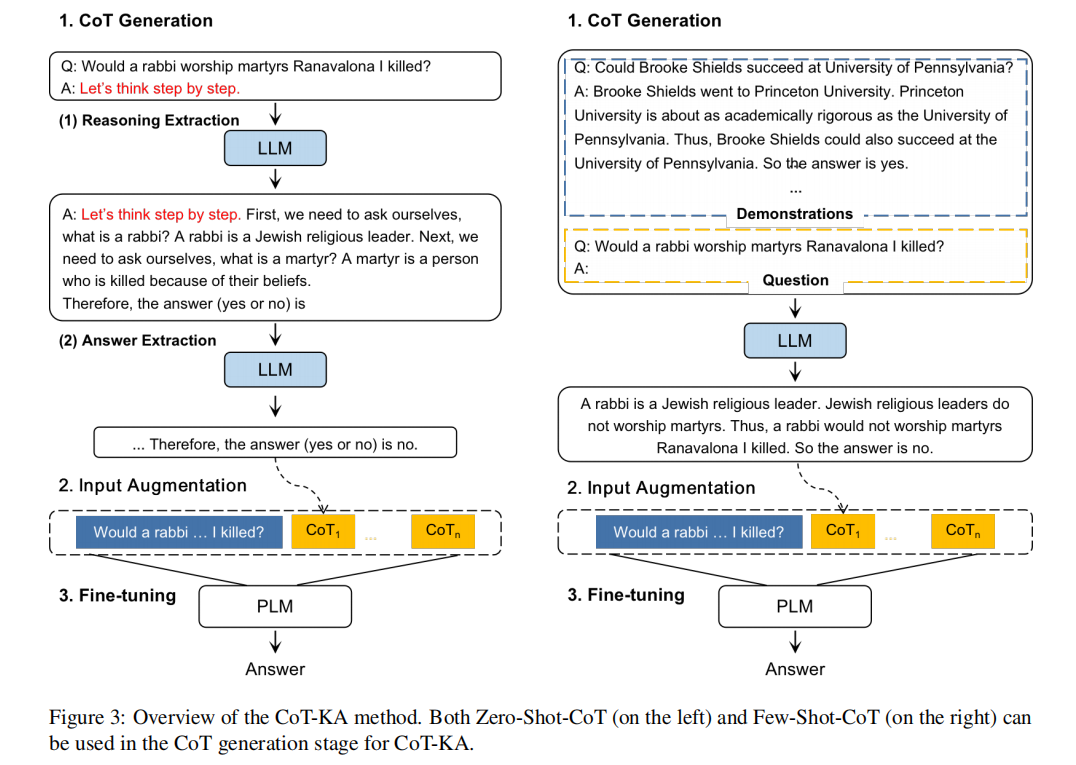 1. CoT Generation
Q: Would a rabbi worship martyrs Ranavalona I killed?
A: Let's think step by step.
(1) Reasoning Extraction
LLM
A: Let's think step by step. First, we need to ask ourselves,
what is a rabbi? A rabbi is a Jewish religious leader. Next, we
need to ask ourselves, what is a martyr? A martyr is a person
who is killed because of their beliefs.
Therefore, the answer (yes or no) is
(2) Answer Extraction
LLM
... Therefore, the answer (yes or no) is no.
2. Input Augmentation
Would a rabbi … I killed?
CoT1
...
CoTn
3. Fine-tuning
PLM
Answer
1. CoT Generation
Q: Could Brooke Shields succeed at University of Pennsylvania?
A: Brooke Shields went to Princeton University. Princeton
University is about as academically rigorous as the University of
Pennsylvania. Thus, Brooke Shields could also succeed at the
University of Pennsylvania. So the answer is yes.
...
Demonstrations
Q: Would a rabbi worship martyrs Ranavalona I killed?
A:
Question
LLM
A rabbi is a Jewish religious leader. Jewish religious leaders do
not worship martyrs. Thus, a rabbi would not worship martyrs
Ranavalona I killed. So the answer is no.
2. Input Augmentation
Would a rabbi … I killed?
CoT1
...
CoTn
3. Fine-tuning
PLM
Answer
Figure 3: Overview of the CoT-KA method. Both Zero-Shot-CoT (on the left) and Few-Shot-CoT (on the right) can
be used in the CoT generation stage for CoT-KA.